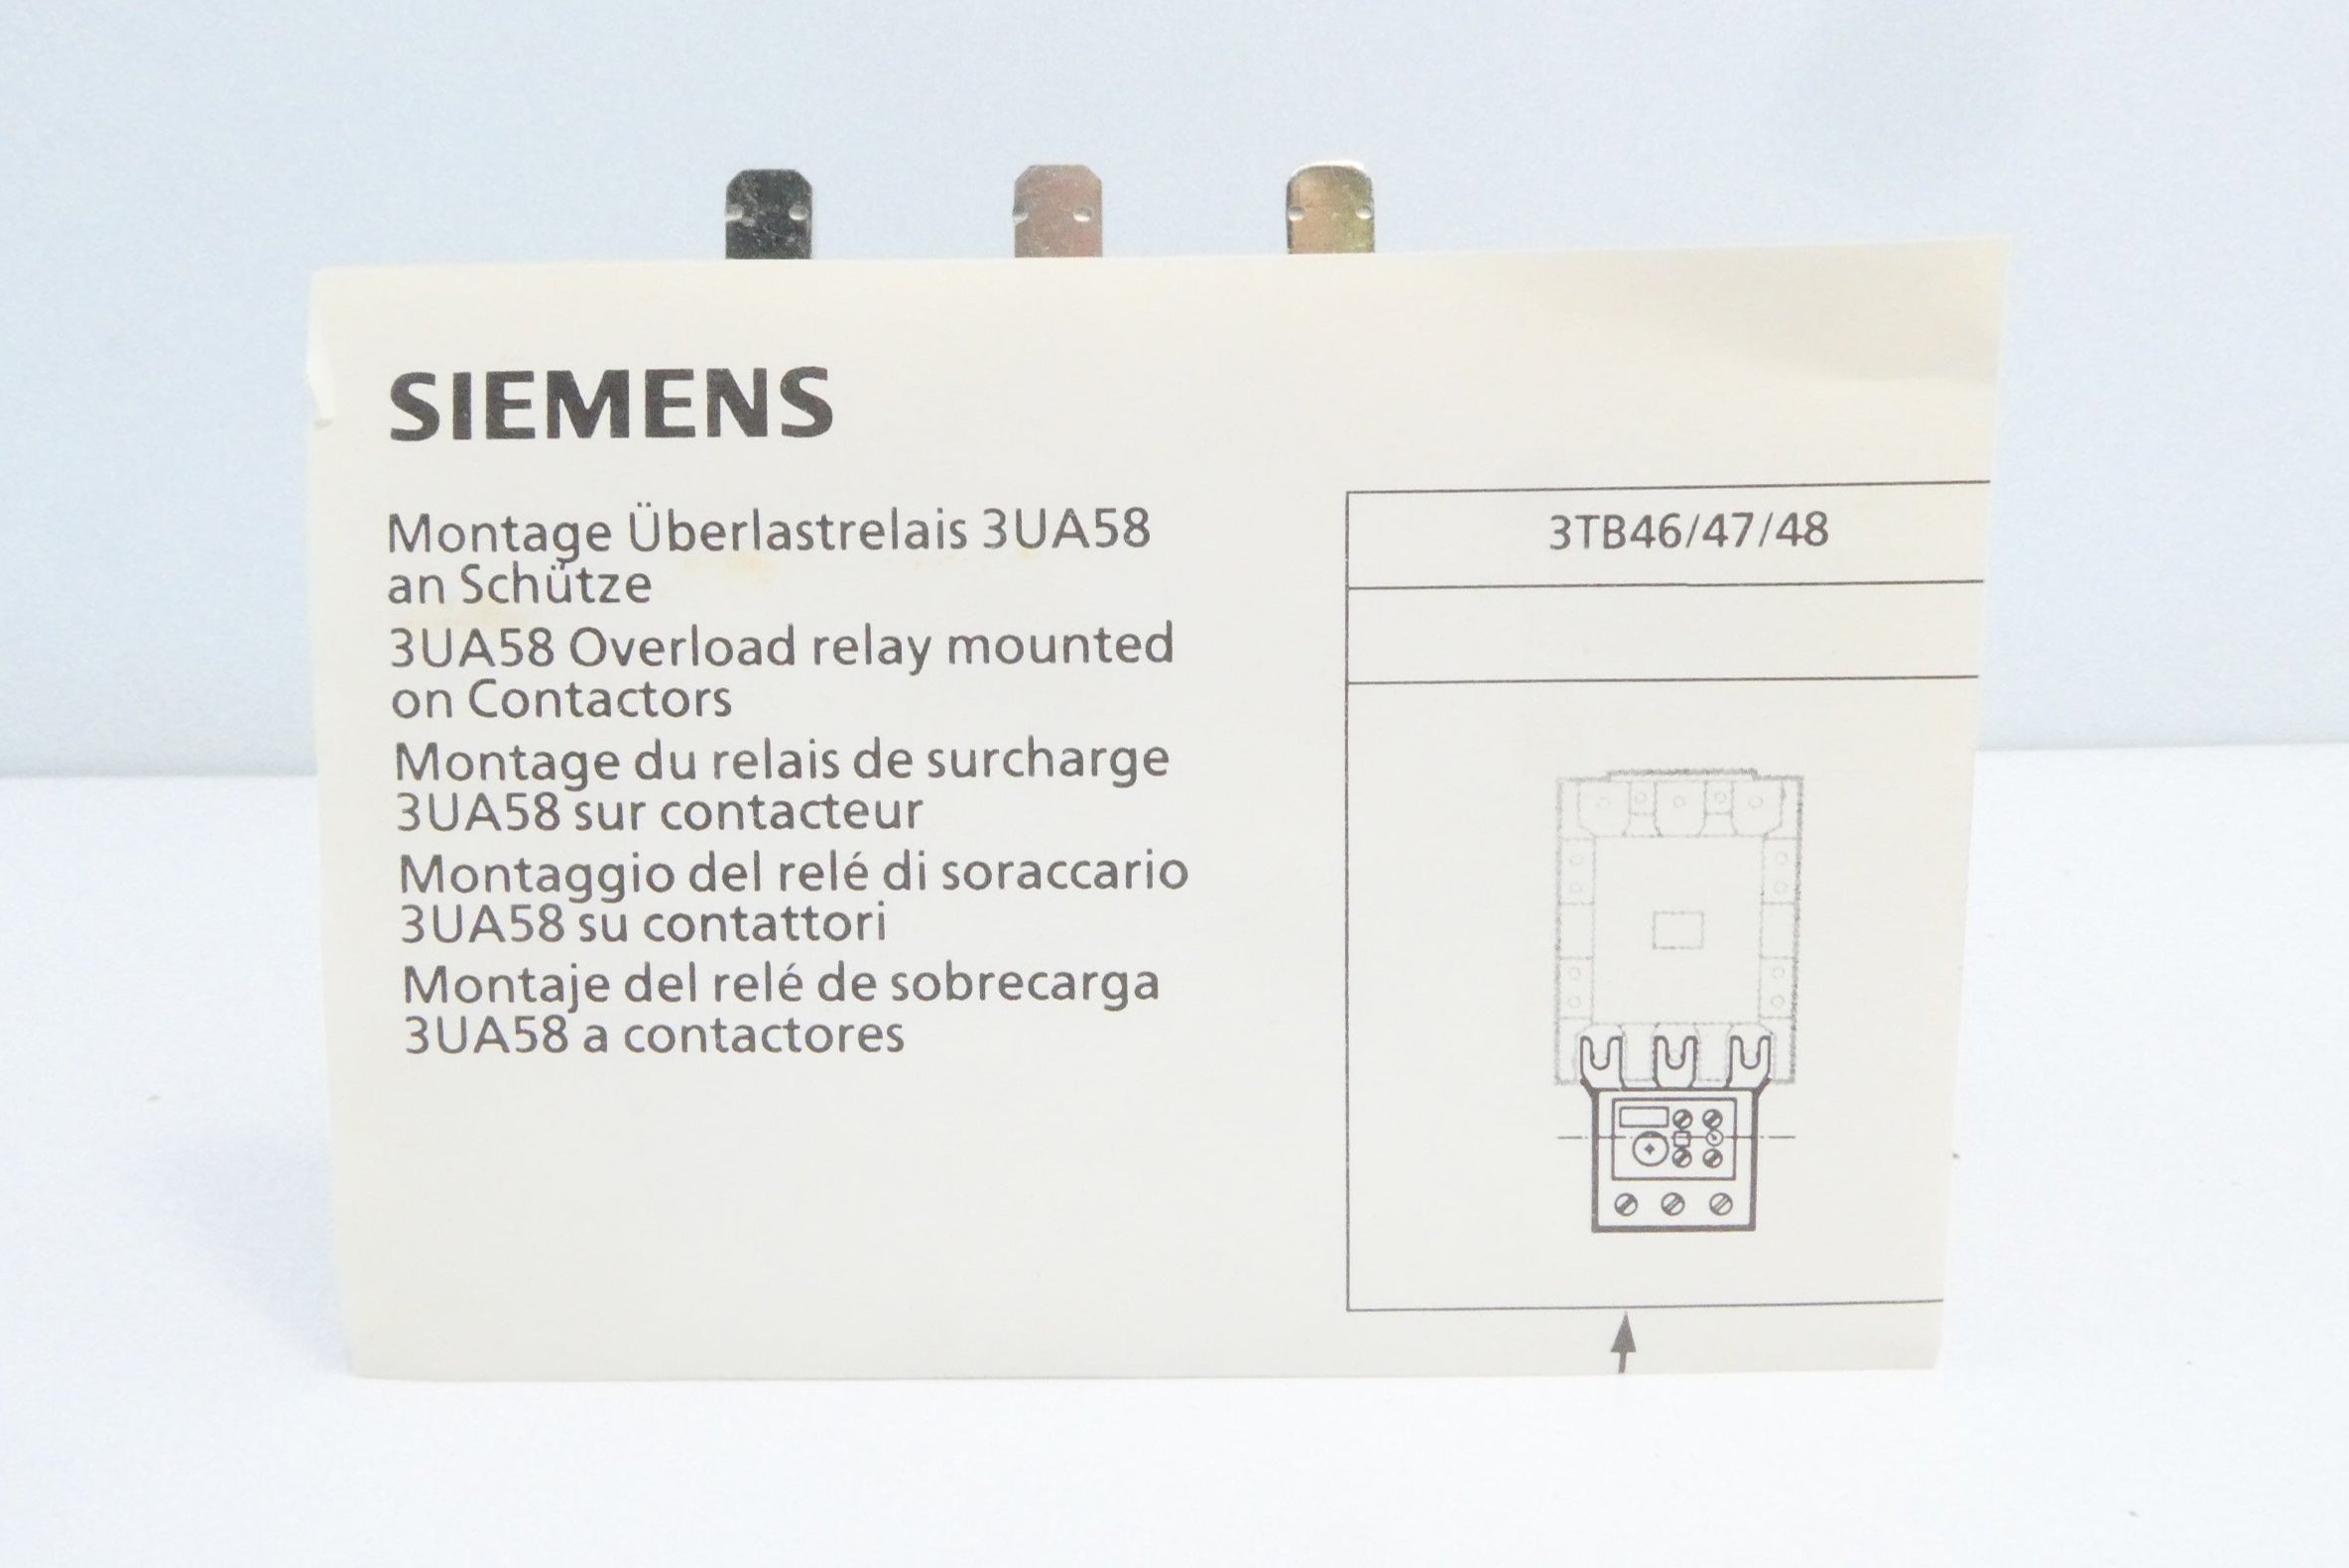 SIEMENS
Montage Überlastrelais 3UA58
an Schütze
3UA58 Overload relay mounted
on Contactors
Montage du relais de surcharge
3UA58 sur contacteur
Montaggio del relé di soraccario
3UA58 su contattori
Montaje del relé de sobrecarga
3UA58 a contactores
3TB46/47/48